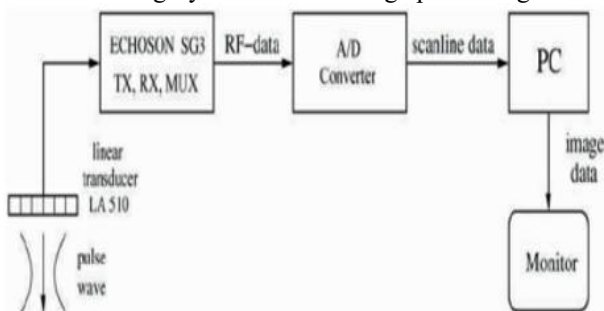 ECHOSON SG3
TX, RX, MUX
RF-data
A/D
Converter
scanline data
PC
linear
transducer
LA 510
image
data
pulse
wave
Monitor